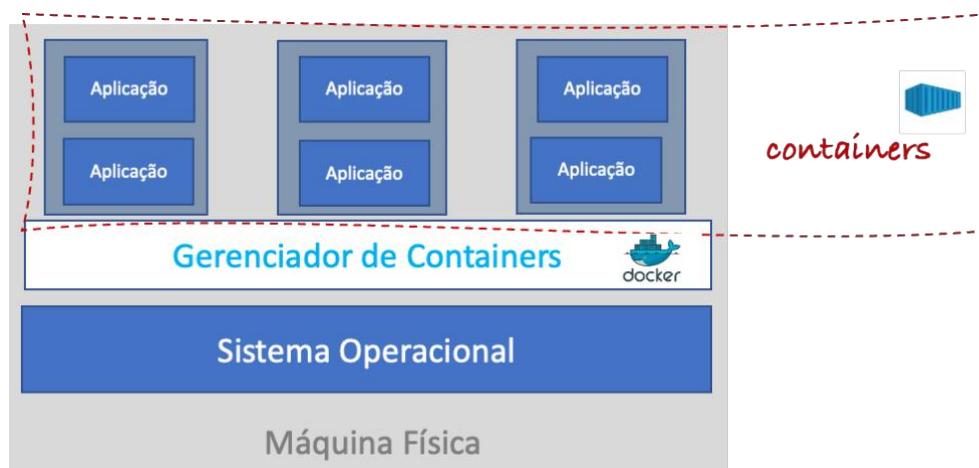 Aplicação Aplicação Aplicação
Aplicação Aplicação Aplicação
containers
Gerenciador de Containers
docker
Sistema Operacional
Máquina Física